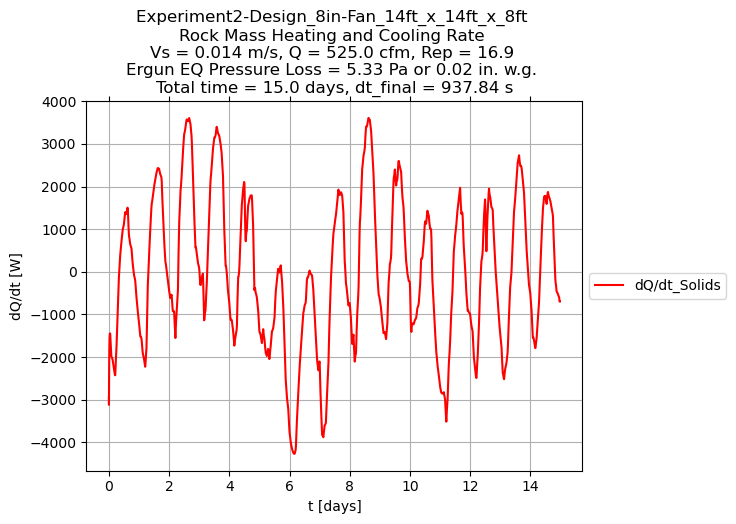 Experiment2-Design_8in-Fan_14ft_x_14ft_x_8ft
Rock Mass Heating and Cooling Rate
Vs = 0.014 m/s, Q = 525.0 cfm, Rep = 16.9
Ergun EQ Pressure Loss = 5.33 Pa or 0.02 in. w.g.
Total time = 15.0 days, dt_final = 937.84 s
4000
3000
2000
1000
0
−1000
−2000
−3000
−4000
dQ/dt [W]
0 2 4 6 8 10 12 14
t [days]
dQ/dt_Solids